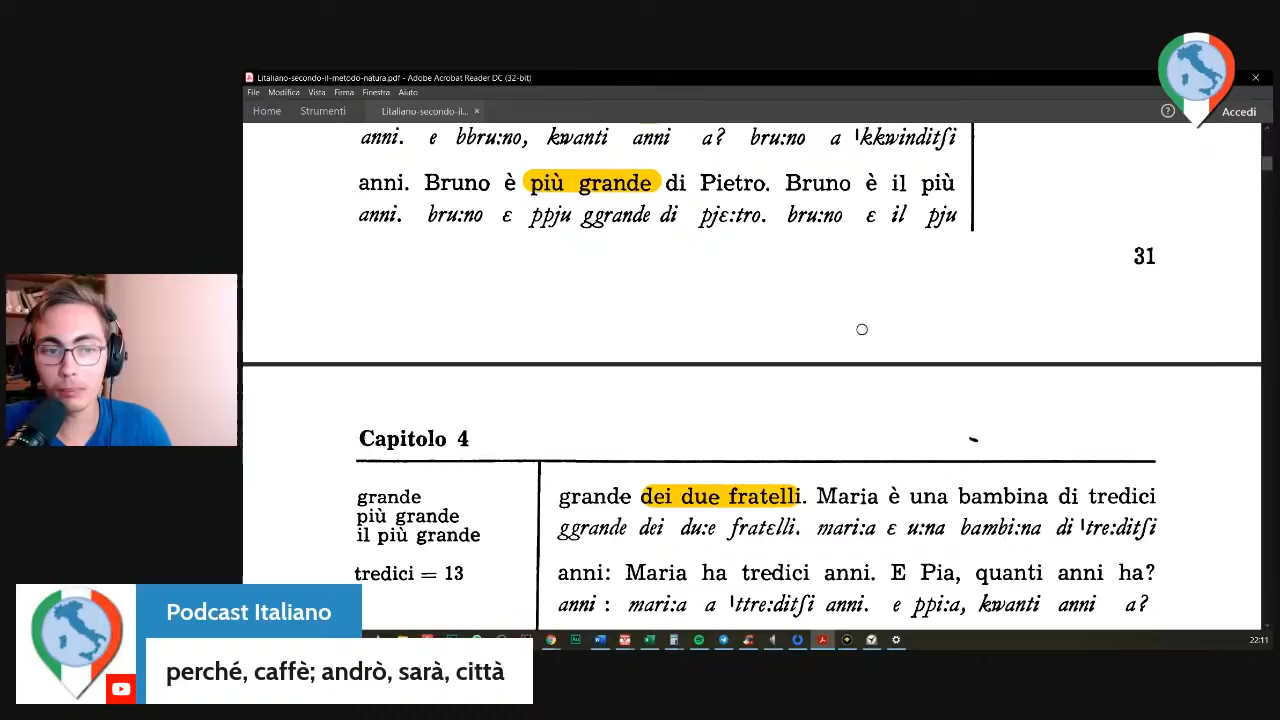 Litaliano-secondo-il-metodo-natura.pdf - Adobe Acrobat Reader DC (32-bit)
File Modifica Vista Firma Finestra Aiuto
Home Strumenti Litaliano-secondo-il... × Accedi
anni. e bbru:no, kwanti anni a? bru:no a ˈkkwinditʃi
anni. Bruno è più grande di Pietro. Bruno è il più
anni. bru:no ɛ ppju ggrande di pjɛ:tro. bru:no ɛ il pju
31
Capitolo 4
grande
più grande
il più grande
tredici = 13
grande dei due fratelli. Maria è una bambina di tredici
ggrande dei du:e fratɛlli. mari:a ɛ u:na bambi:na di ˈtre:ditʃi
anni: Maria ha tredici anni. E Pia, quanti anni ha?
anni : mari:a a ˈttre:ditʃi anni. e ppi:a, kwanti anni a?
Podcast Italiano
perché, caffè; andrò, sarà, città
22:11